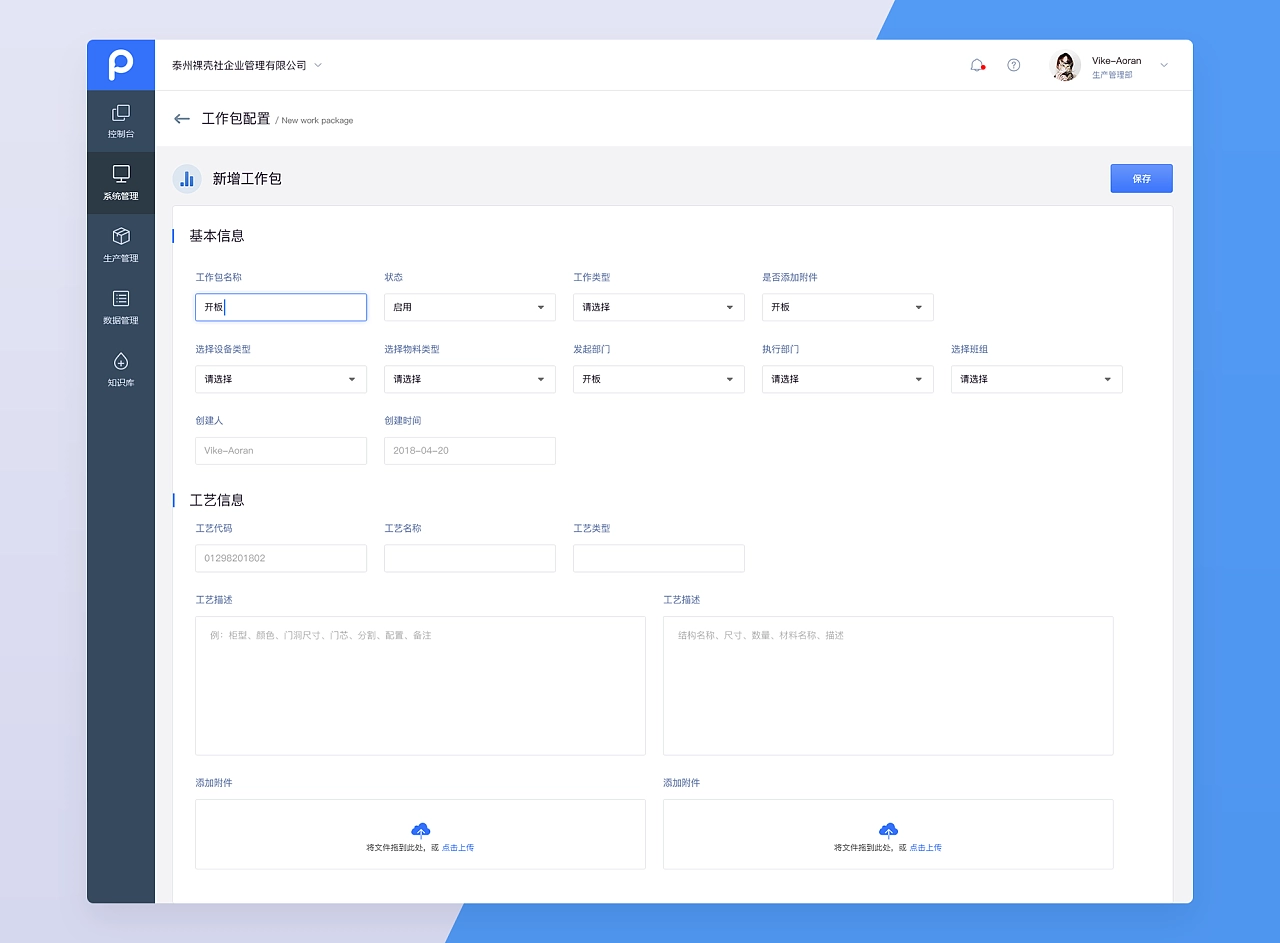 泰州裸壳社企业管理有限公司
Vike-Aoran
生产管理部
控制台
系统管理
生产管理
数据管理
知识库
工作包配置 / New work package
新增工作包
保存
基本信息
工作包名称 状态 工作类型 是否添加附件
开板 启用 请选择 开板
选择设备类型 选择物料类型 发起部门 执行部门 选择班组
请选择 请选择 开板 请选择 请选择
创建人 创建时间
Vike-Aoran 2018-04-20
工艺信息
工艺代码 工艺名称 工艺类型
01298201802
工艺描述 工艺描述
例：柜型、颜色、门洞尺寸、门芯、分割、配置、备注 结构名称、尺寸、数量、材料名称、描述
添加附件 添加附件
将文件拖到此处，或 点击上传 将文件拖到此处，或 点击上传